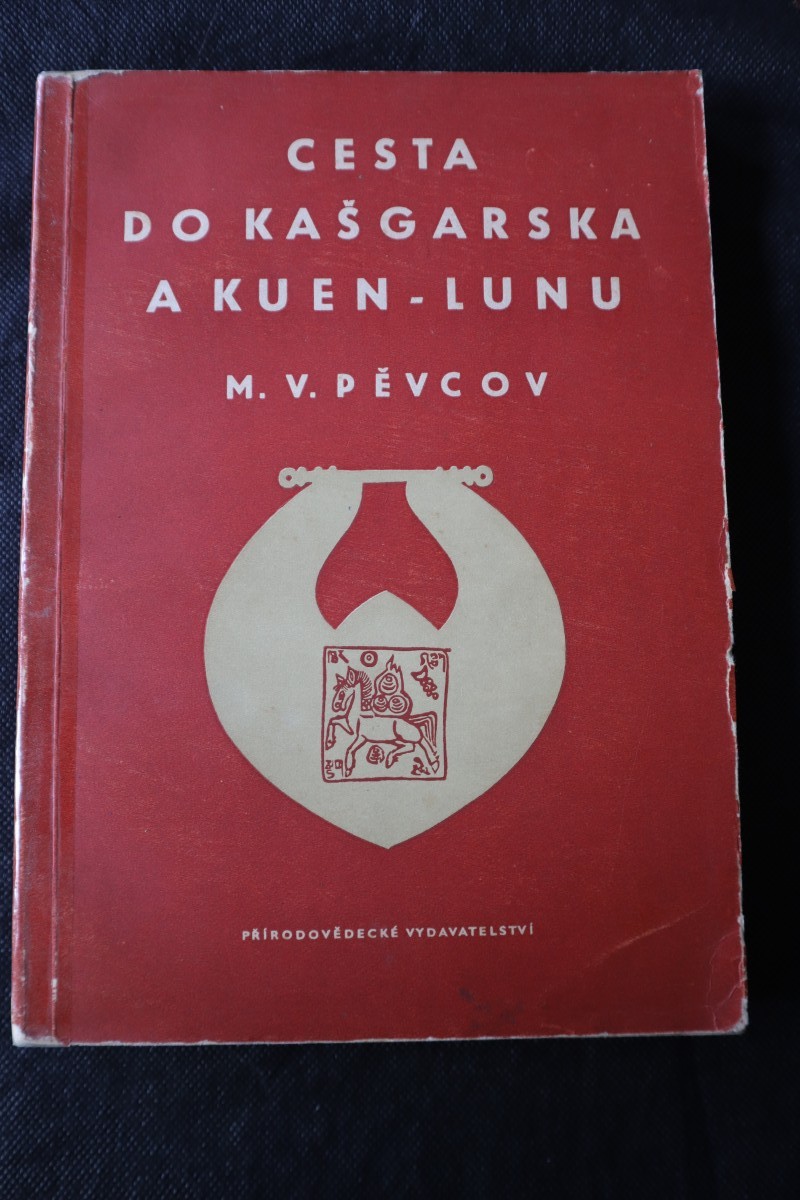 CESTA
DO KAŠGARSKA
A KUEN-LUNU
M. V. PĚVCOV
PŘÍRODOVĚDECKÉ VYDAVATELSTVÍ